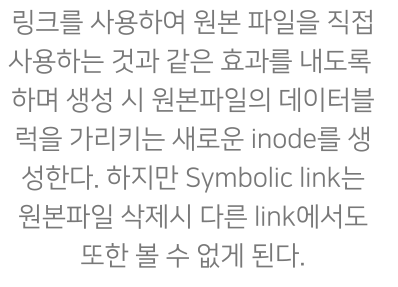 링크를 사용하여 원본 파일을 직접
사용하는 것과 같은 효과를 내도록
하며 생성 시 원본파일의 데이터블
럭을 가리키는 새로운 inode를 생
성한다. 하지만 Symbolic link는
원본파일 삭제시 다른 link에서도
또한 볼 수 없게 된다.